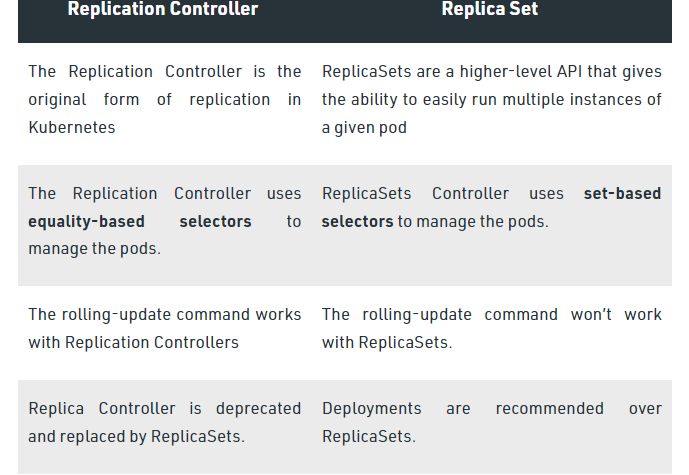 Replication Controller
Replica Set
The Replication Controller is the
original form of replication in
Kubernetes
ReplicaSets are a higher-level API that gives
the ability to easily run multiple instances of
a given pod
The Replication Controller uses
equality-based selectors to
manage the pods.
ReplicaSets Controller uses set-based
selectors to manage the pods.
The rolling-update command works
with Replication Controllers
The rolling-update command won’t work
with ReplicaSets.
Replica Controller is deprecated
and replaced by ReplicaSets.
Deployments are recommended over
ReplicaSets.